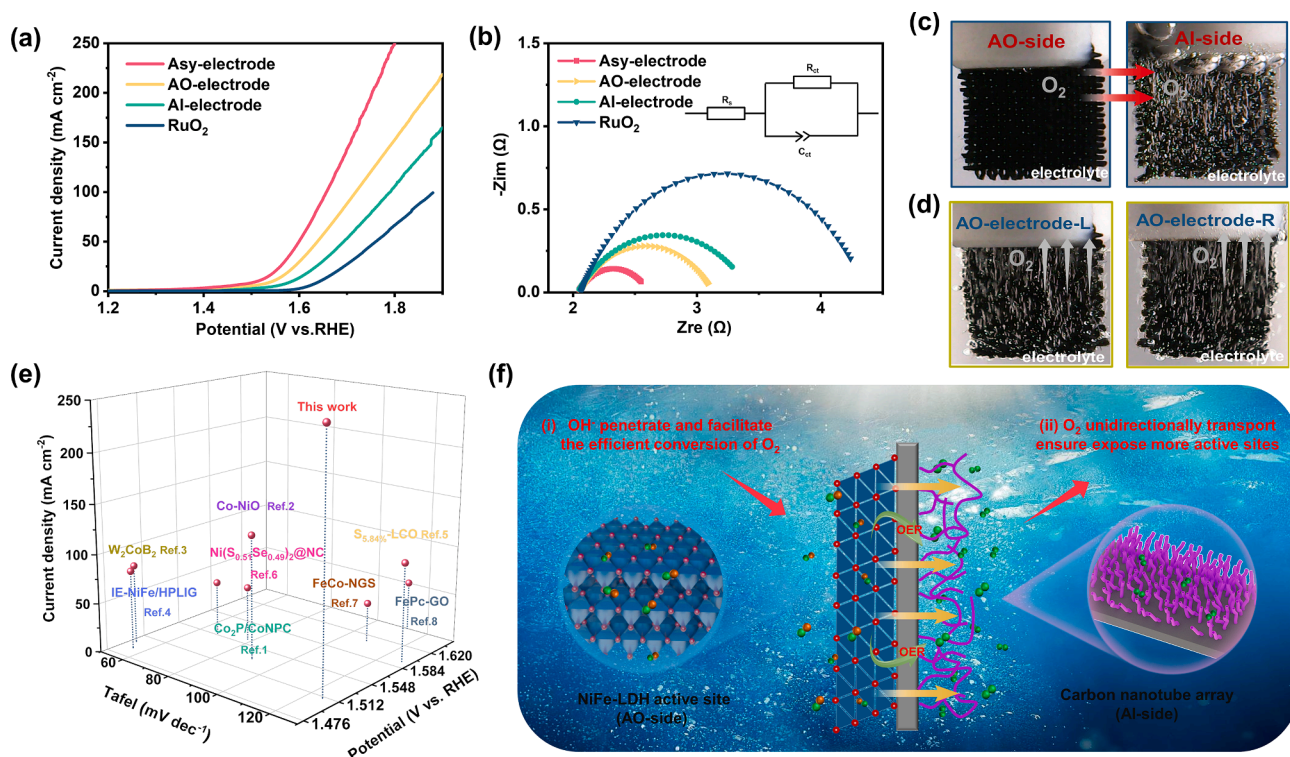 (a)
250
200
150
100
50
0
Current density (mA cm⁻²)
Asy-electrode
AO-electrode
AI-electrode
RuO₂
1.2
1.4
1.6
1.8
Potential (V vs.RHE)
(b)
1.5
1.0
0.5
0.0
-Zim (Ω)
Asy-electrode
AO-electrode
AI-electrode
RuO₂
Rₛ
R_ct
C_ct
2
3
4
Zre (Ω)
(c)
AO-side
O₂
electrolyte
AI-side
O₂
electrolyte
(d)
AO-electrode-L
O₂
electrolyte
AO-electrode-R
O₂
electrolyte
(e)
250
200
150
100
50
0
Current density (mA cm⁻²)
This work
Co-NiO Ref.2
W₂CoB₂ Ref.3
Ni(S₀.₅₁Se₀.₄₉)₂@NC
Ref.6
S₅.₈₄%-LCO Ref.5
IE-NiFe/HPLIG
Ref.4
FeCo-NGS
Ref.7
FePc-GO
Ref.8
Co₂P/CoNPC
Ref.1
60
80
100
120
Tafel (mV dec⁻¹)
1.476
1.512
1.548
1.584
1.620
Potential (V vs. RHE)
(f)
(i) OH⁻ penetrate and facilitate
the efficient conversion of O₂
(ii) O₂ unidirectionally transport
ensure expose more active sites
OER
OER
NiFe-LDH active site
(AO-side)
Carbon nanotube array
(AI-side)